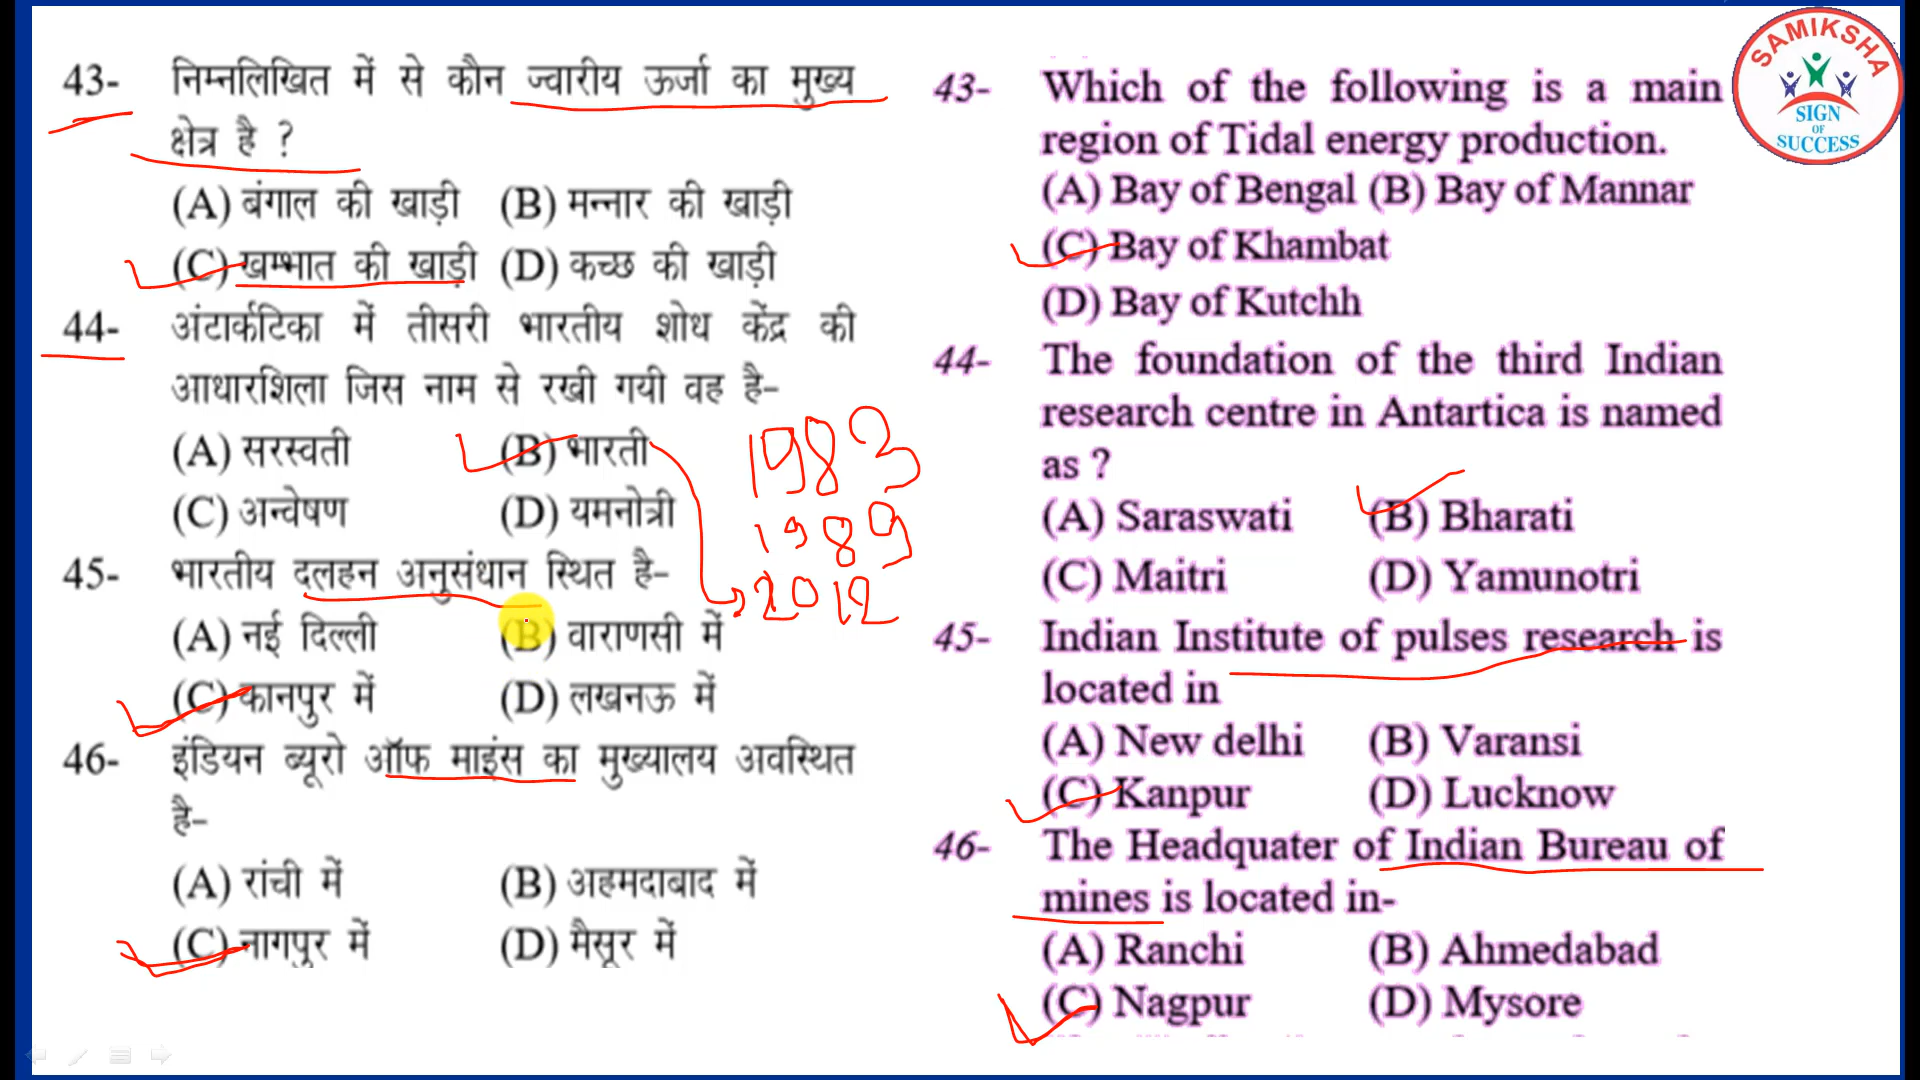 43- निम्नलिखित में से कौन ज्वारीय ऊर्जा का मुख्य
क्षेत्र है ?
(A) बंगाल की खाड़ी (B) मन्नार की खाड़ी
(C) खम्भात की खाड़ी (D) कच्छ की खाड़ी
44- अंटार्कटिका में तीसरी भारतीय शोध केंद्र की
आधारशिला जिस नाम से रखी गयी वह है-
(A) सरस्वती (B) भारती
(C) अन्वेषण (D) यमनोत्री
45- भारतीय दलहन अनुसंधान स्थित है-
(A) नई दिल्ली (B) वाराणसी में
(C) कानपुर में (D) लखनऊ में
46- इंडियन ब्यूरो ऑफ माइंस का मुख्यालय अवस्थित
है-
(A) रांची में (B) अहमदाबाद में
(C) नागपुर में (D) मैसूर में
1983
1989
2012
43- Which of the following is a main
region of Tidal energy production.
(A) Bay of Bengal (B) Bay of Mannar
(C) Bay of Khambat
(D) Bay of Kutchh
44- The foundation of the third Indian
research centre in Antartica is named
as ?
(A) Saraswati (B) Bharati
(C) Maitri (D) Yamunotri
45- Indian Institute of pulses research is
located in
(A) New delhi (B) Varansi
(C) Kanpur (D) Lucknow
46- The Headquater of Indian Bureau of
mines is located in-
(A) Ranchi (B) Ahmedabad
(C) Nagpur (D) Mysore
SAMIKSHA
SIGN
OF
SUCCESS